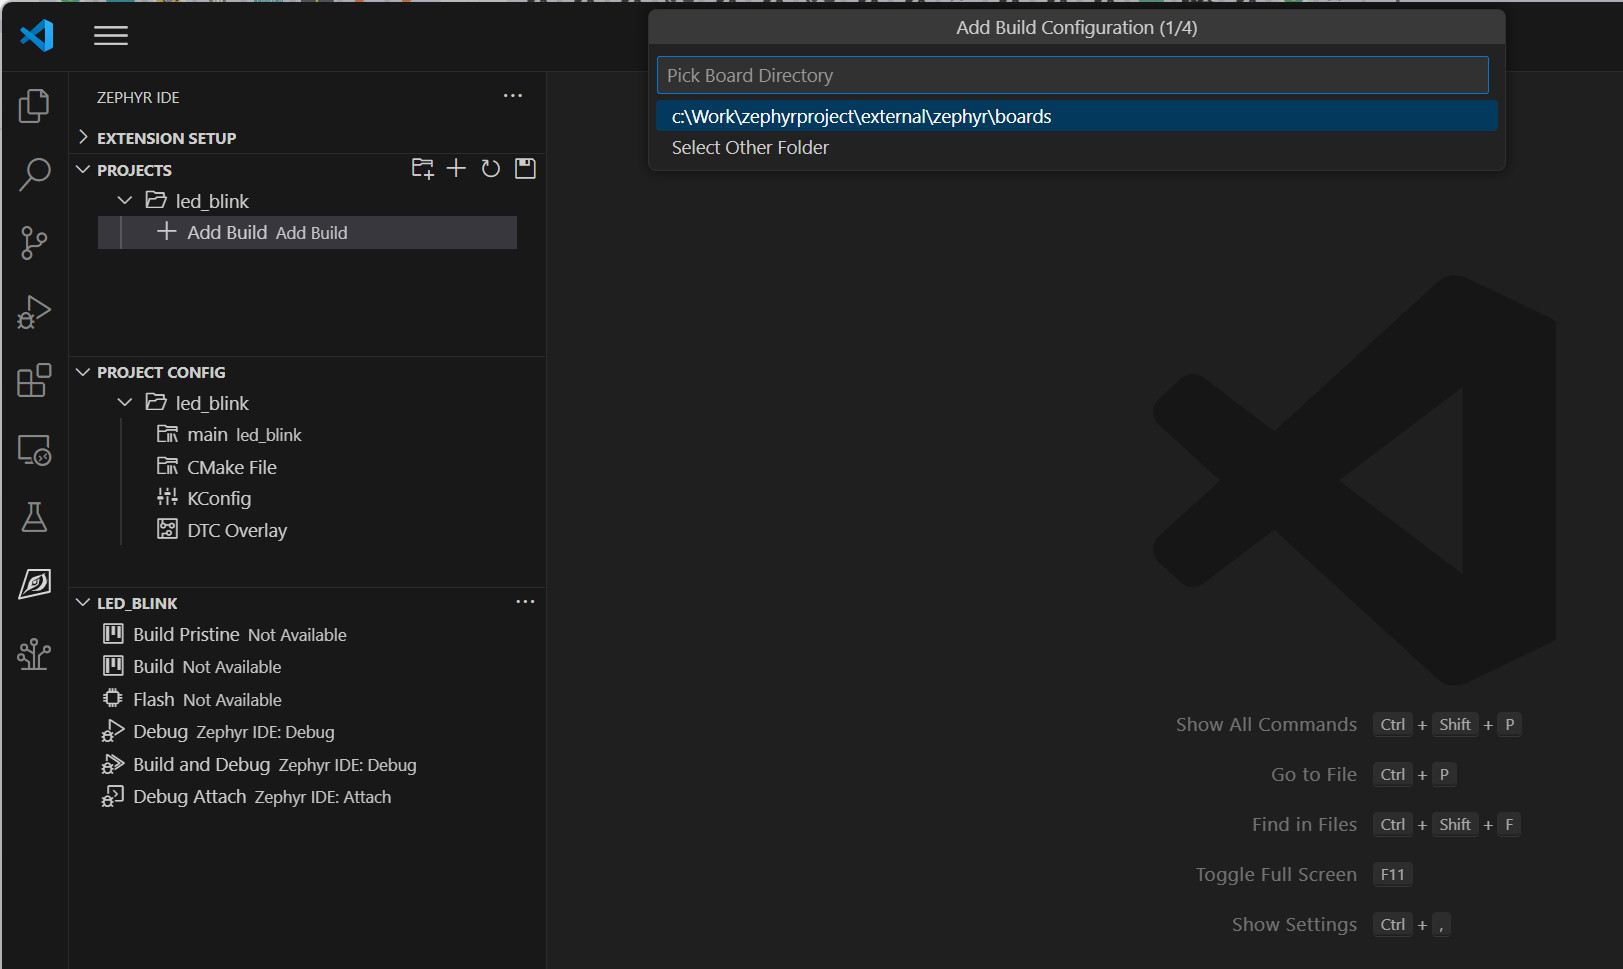 Add Build Configuration (1/4)
Pick Board Directory
c:\Work\zephyrproject\external\zephyr\boards
Select Other Folder
ZEPHYR IDE
EXTENSION SETUP
PROJECTS
led_blink
Add Build Add Build
PROJECT CONFIG
led_blink
main led_blink
CMake File
KConfig
DTC Overlay
LED_BLINK
Build Pristine Not Available
Build Not Available
Flash Not Available
Debug Zephyr IDE: Debug
Build and Debug Zephyr IDE: Debug
Debug Attach Zephyr IDE: Attach
Show All Commands Ctrl + Shift + P
Go to File Ctrl + P
Find in Files Ctrl + Shift + F
Toggle Full Screen F11
Show Settings Ctrl + ,